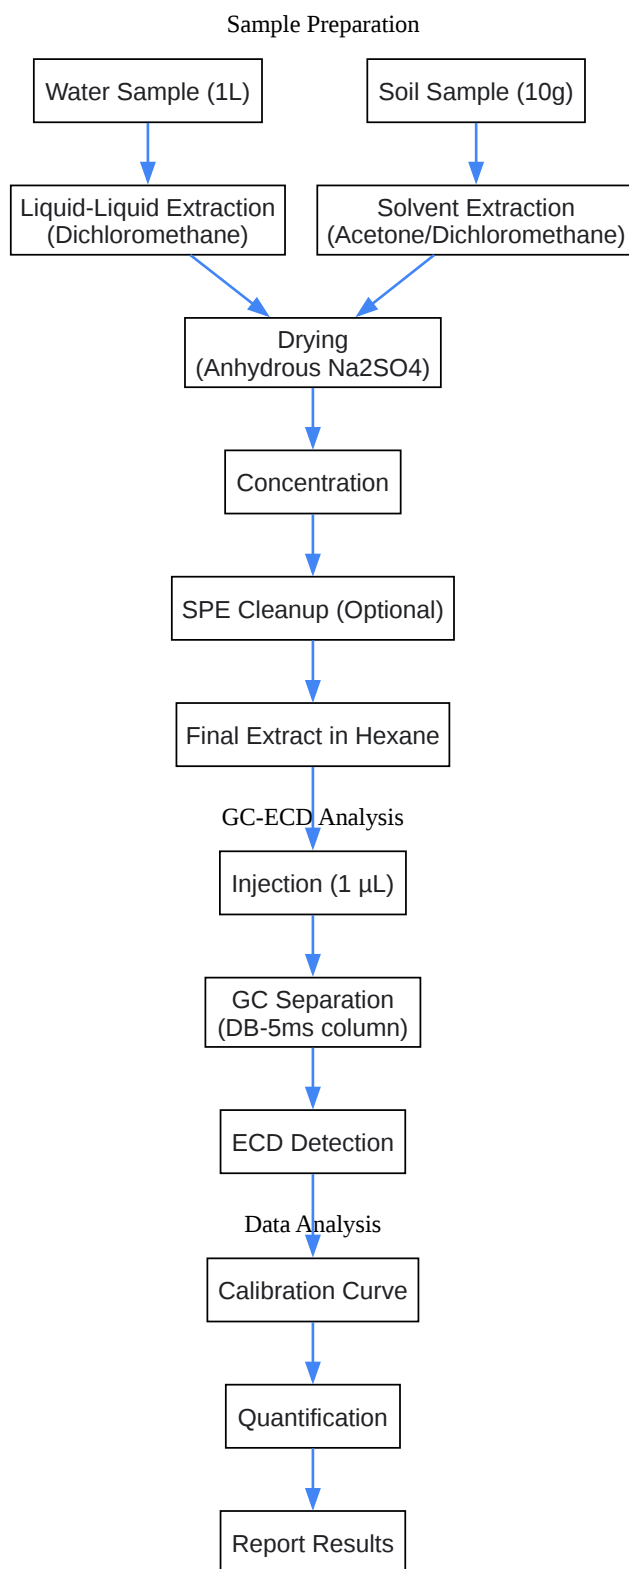 Sample Preparation
Water Sample (1L)
Soil Sample (10g)
Liquid-Liquid Extraction
(Dichloromethane)
Solvent Extraction
(Acetone/Dichloromethane)
Drying
(Anhydrous Na2SO4)
Concentration
SPE Cleanup (Optional)
Final Extract in Hexane
GC-ECD Analysis
Injection (1 µL)
GC Separation
(DB-5ms column)
ECD Detection
Data Analysis
Calibration Curve
Quantification
Report Results